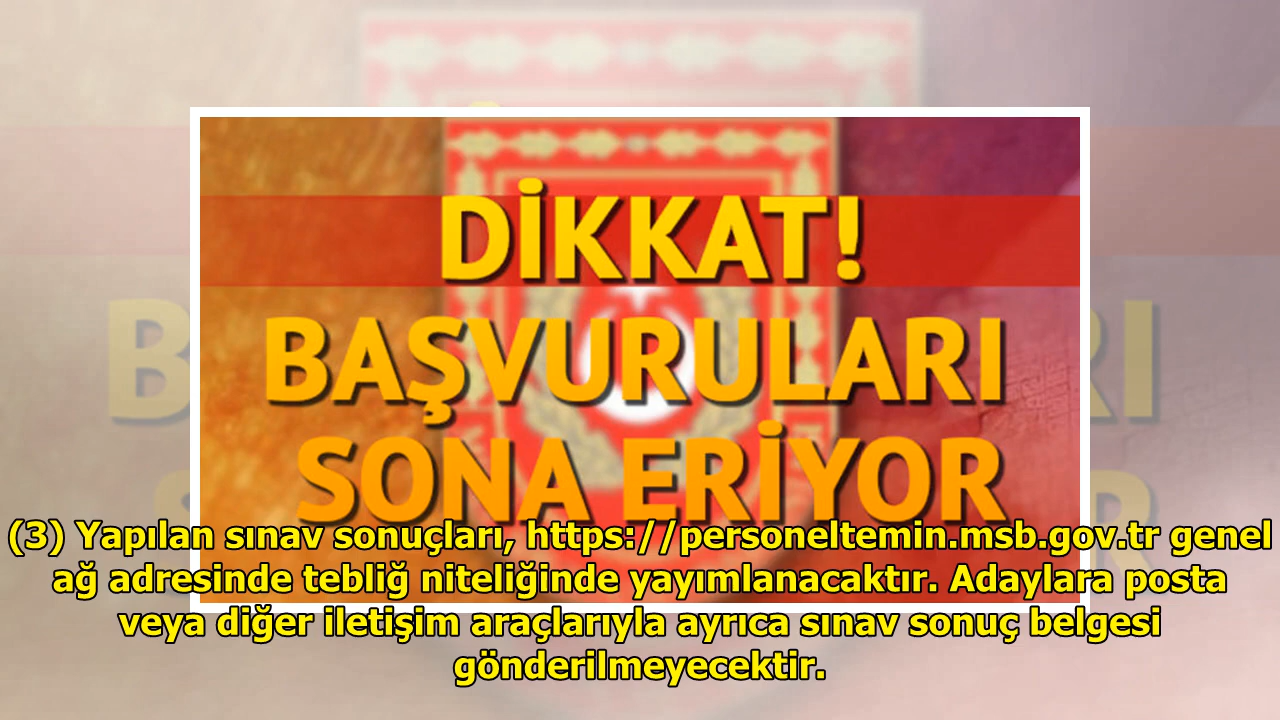 DİKKAT!
BAŞVURULARI
SONA ERİYOR
(3) Yapılan sınav sonuçları, https://personeltemin.msb.gov.tr genel
ağ adresinde tebliğ niteliğinde yayımlanacaktır. Adaylara posta
veya diğer iletişim araçlarıyla ayrıca sınav sonuç belgesi
gönderilmeyecektir.